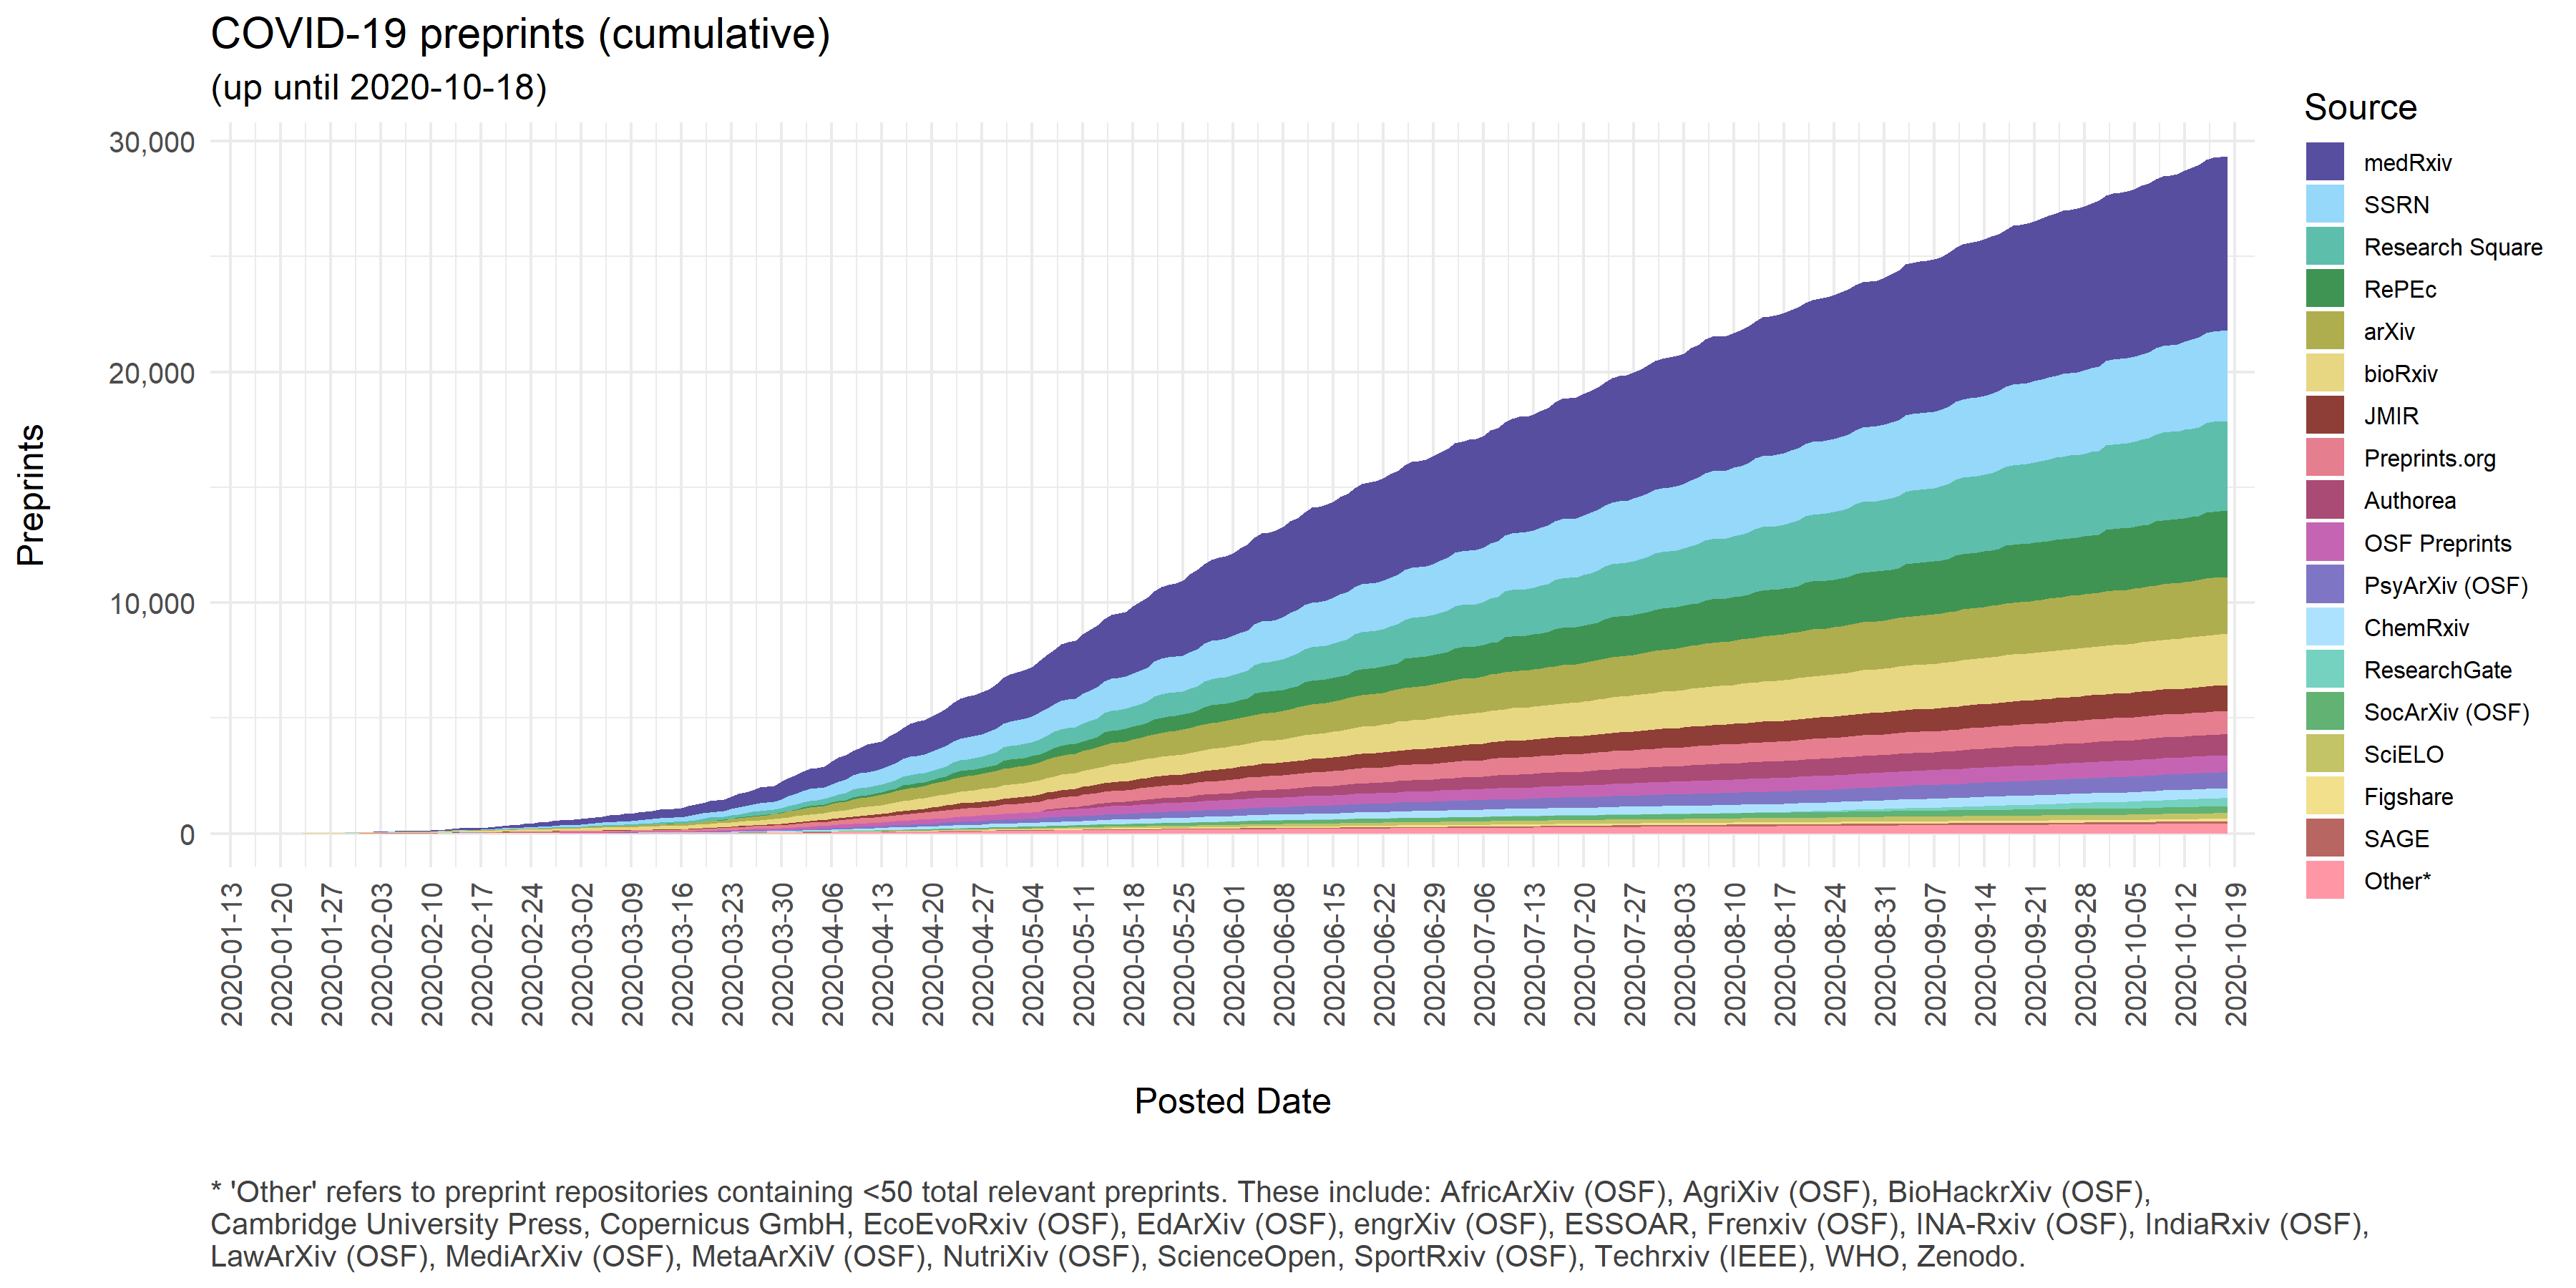 COVID-19 preprints (cumulative)
(up until 2020-10-18)
Preprints
30,000
20,000
10,000
0
2020-01-13
2020-01-20
2020-01-27
2020-02-03
2020-02-10
2020-02-17
2020-02-24
2020-03-02
2020-03-09
2020-03-16
2020-03-23
2020-03-30
2020-04-06
2020-04-13
2020-04-20
2020-04-27
2020-05-04
2020-05-11
2020-05-18
2020-05-25
2020-06-01
2020-06-08
2020-06-15
2020-06-22
2020-06-29
2020-07-06
2020-07-13
2020-07-20
2020-07-27
2020-08-03
2020-08-10
2020-08-17
2020-08-24
2020-08-31
2020-09-07
2020-09-14
2020-09-21
2020-09-28
2020-10-05
2020-10-12
2020-10-19
Posted Date
Source
medRxiv
SSRN
Research Square
RePEc
arXiv
bioRxiv
JMIR
Preprints.org
Authorea
OSF Preprints
PsyArXiv (OSF)
ChemRxiv
ResearchGate
SocArXiv (OSF)
SciELO
Figshare
SAGE
Other*
* 'Other' refers to preprint repositories containing <50 total relevant preprints. These include: AfricArXiv (OSF), AgriXiv (OSF), BioHackrXiv (OSF),
Cambridge University Press, Copernicus GmbH, EcoEvoRxiv (OSF), EdArXiv (OSF), engrXiv (OSF), ESSOAR, Frenxiv (OSF), INA-Rxiv (OSF), IndiaRxiv (OSF),
LawArXiv (OSF), MediArXiv (OSF), MetaArXiV (OSF), NutriXiv (OSF), ScienceOpen, SportRxiv (OSF), Techrxiv (IEEE), WHO, Zenodo.